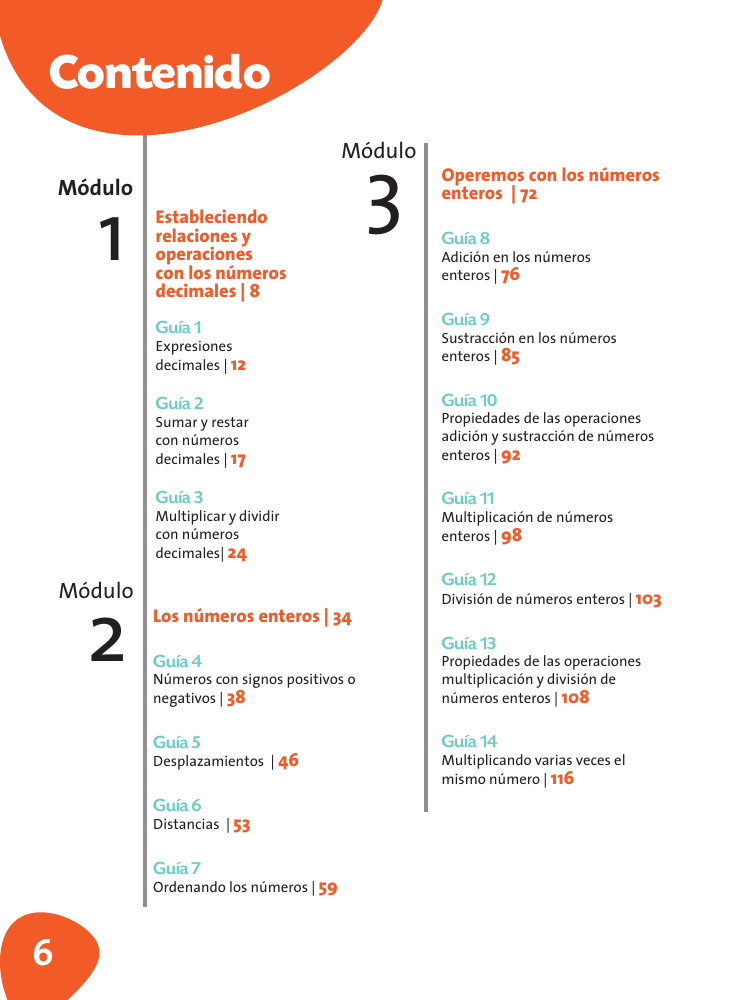 Contenido
Módulo
1
Estableciendo
relaciones y
operaciones
con los números
decimales | 8
Guía 1
Expresiones
decimales | 12
Guía 2
Sumar y restar
con números
decimales | 17
Guía 3
Multiplicar y dividir
con números
decimales| 24
Módulo
2
Los números enteros | 34
Guía 4
Números con signos positivos o
negativos | 38
Guía 5
Desplazamientos | 46
Guía 6
Distancias | 53
Guía 7
Ordenando los números | 59
Módulo
3
Operemos con los números
enteros | 72
Guía 8
Adición en los números
enteros | 76
Guía 9
Sustracción en los números
enteros | 85
Guía 10
Propiedades de las operaciones
adición y sustracción de números
enteros | 92
Guía 11
Multiplicación de números
enteros | 98
Guía 12
División de números enteros | 103
Guía 13
Propiedades de las operaciones
multiplicación y división de
números enteros | 108
Guía 14
Multiplicando varias veces el
mismo número | 116
6